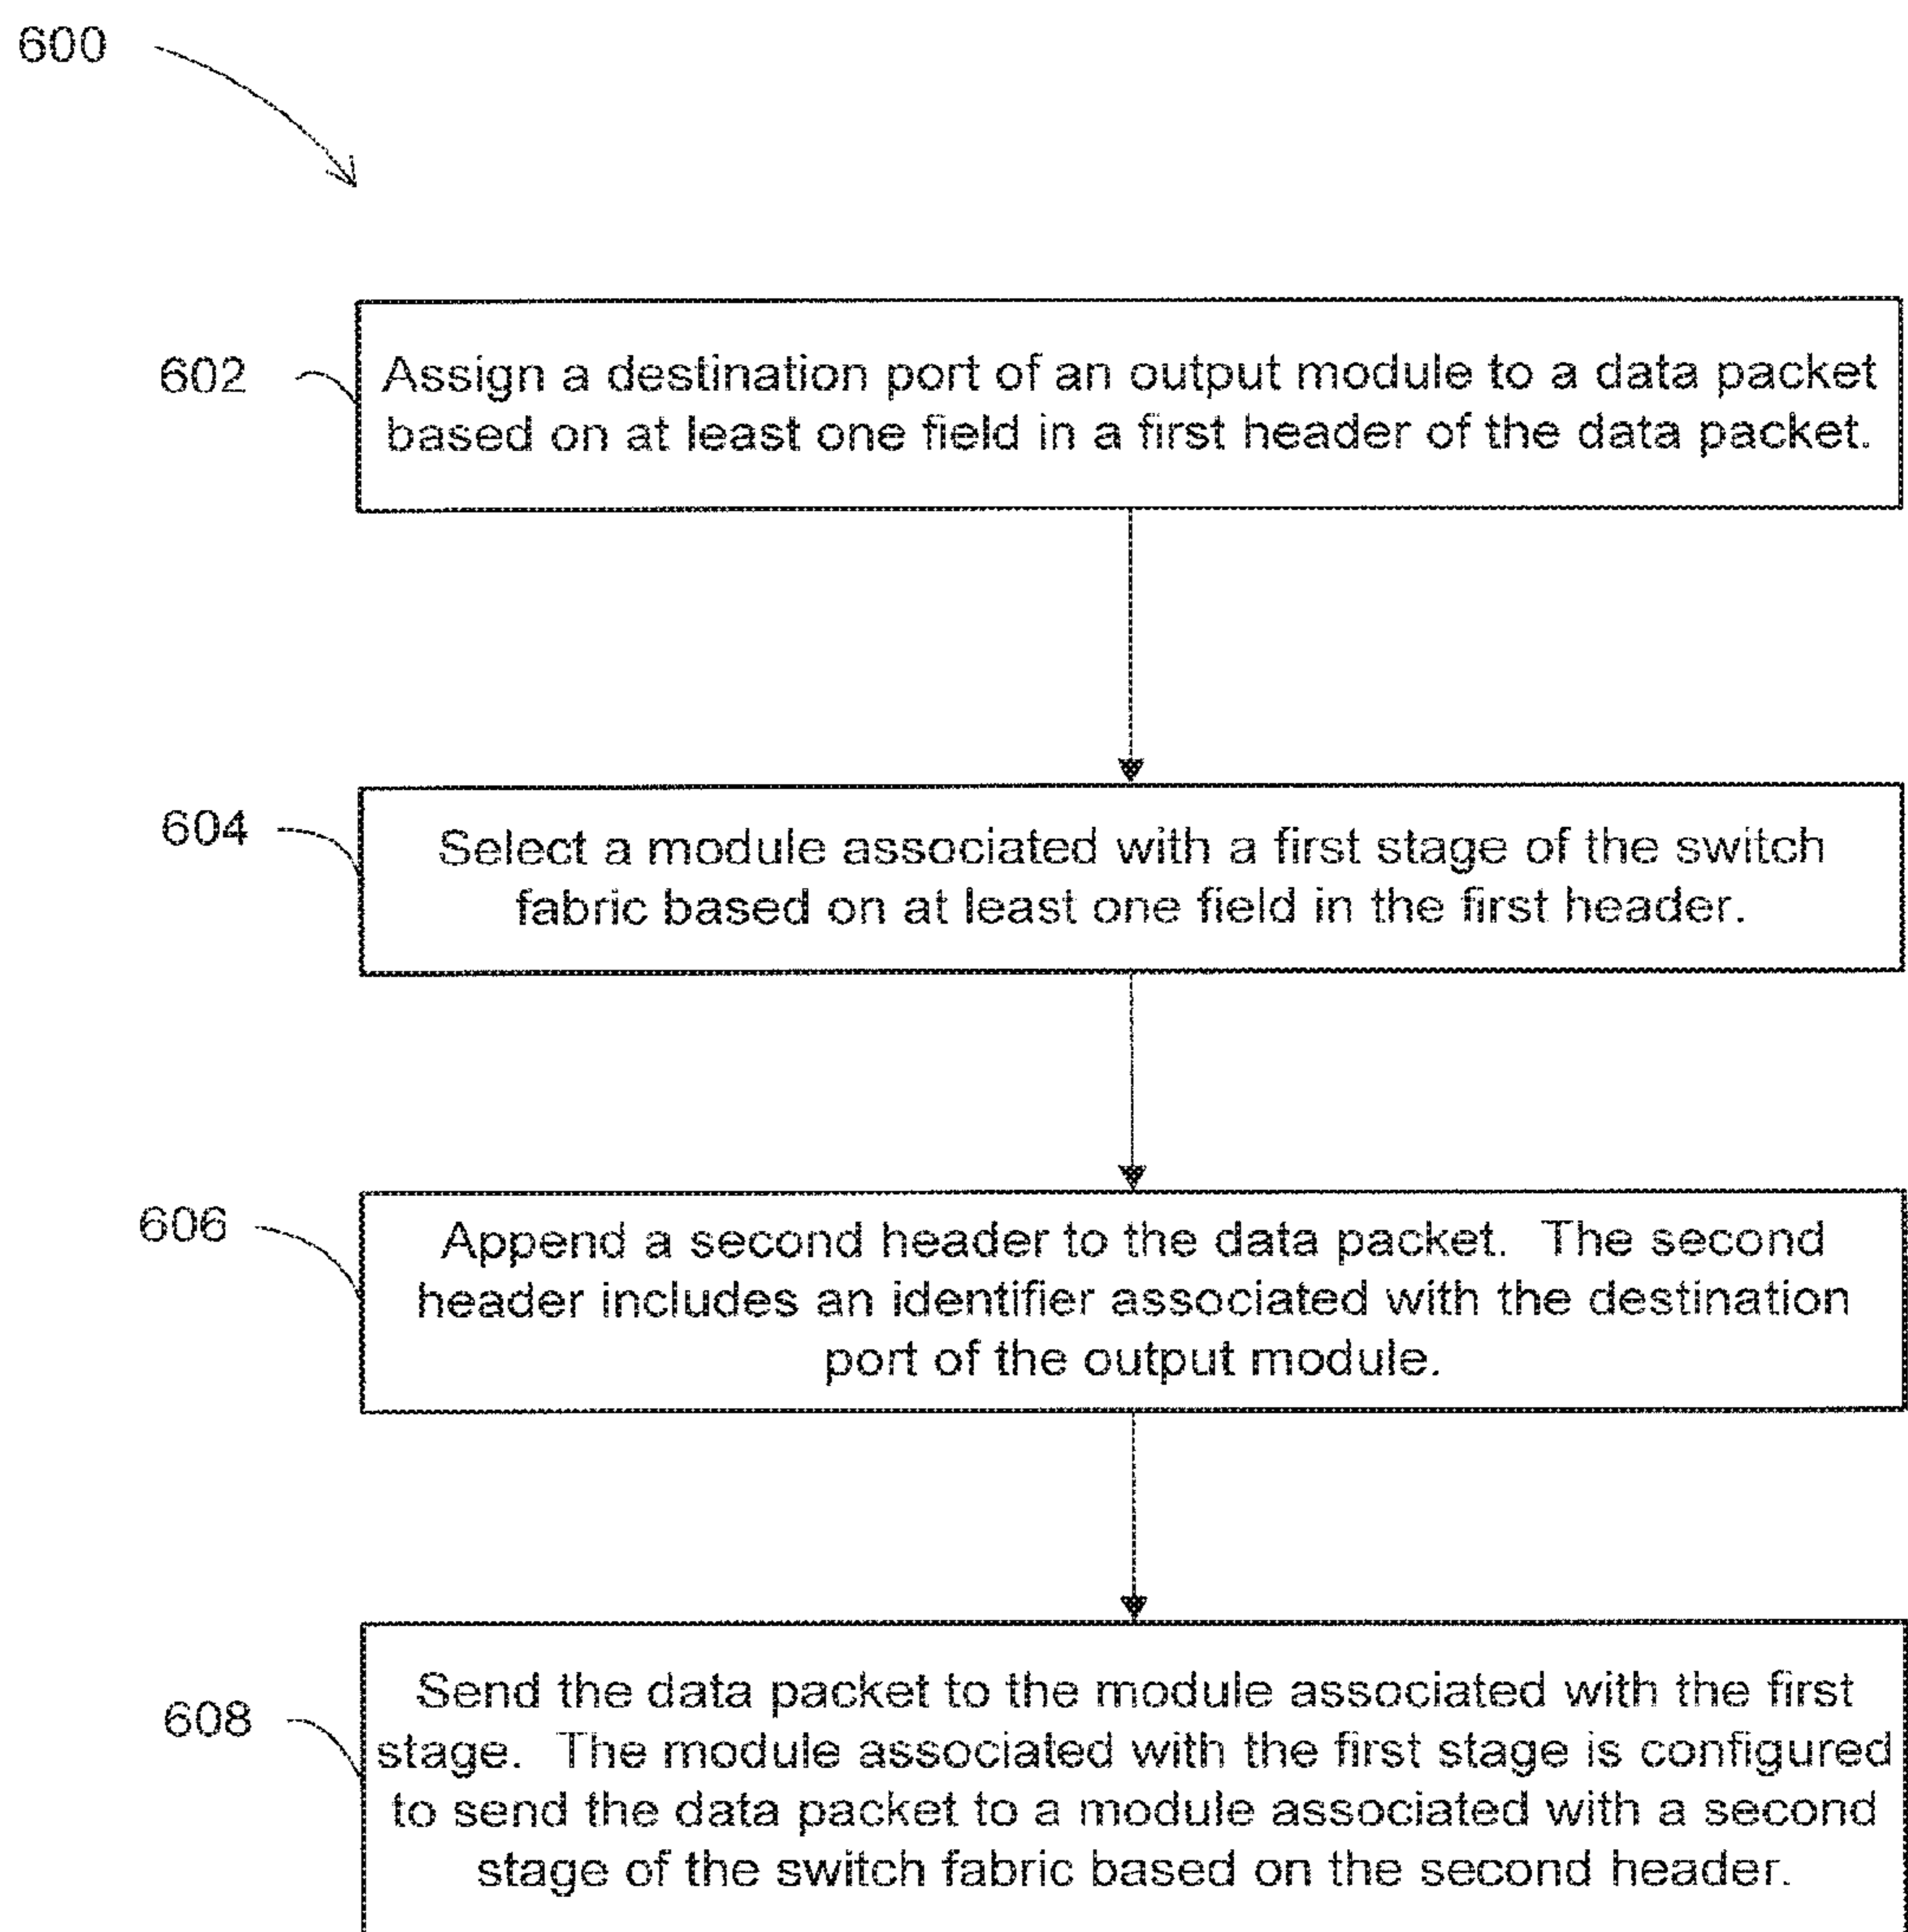 600
602
Assign a destination port of an output module to a data packet
based on at least one field in a first header of the data packet.
604
Select a module associated with a first stage of the switch
fabric based on at least one field in the first header.
606
Append a second header to the data packet.  The second
header includes an identifier associated with the destination
port of the output module.
608
Send the data packet to the module associated with the first
stage.  The module associated with the first stage is configured
to send the data packet to a module associated with a second
stage of the switch fabric based on the second header.